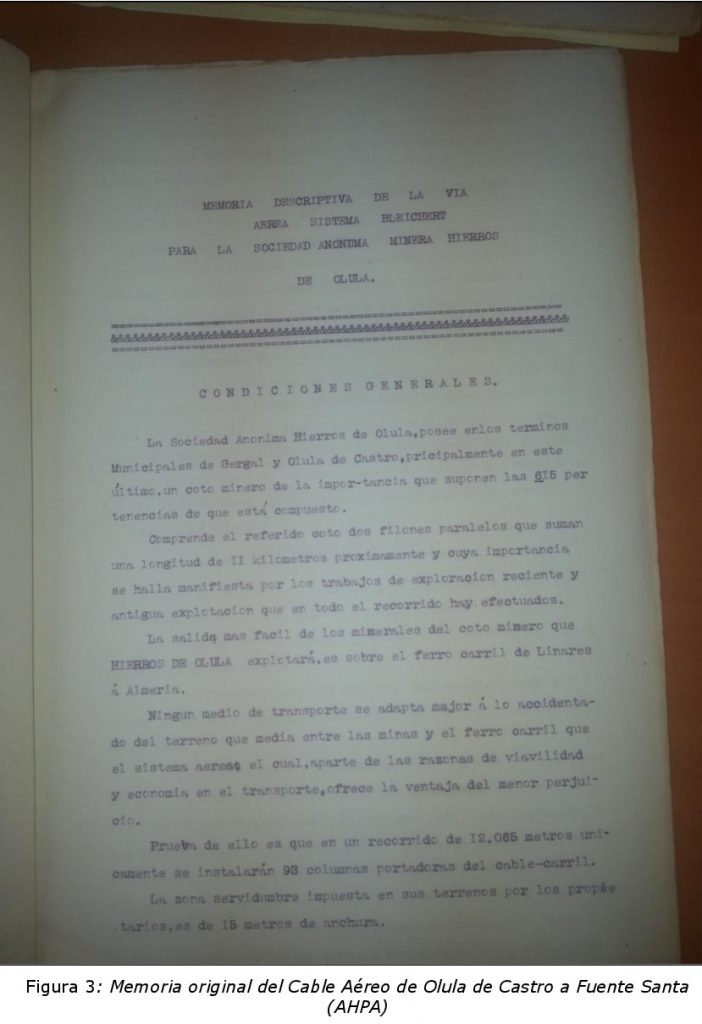 MEMORIA DESCRIPTIVA DE LA VIA
AEREA SISTEMA BLEICHERT
PARA LA SOCIEDAD ANONUMA MINERA HIERROS
DE OLULA.
==================================================
&&&&&&&&&&&&&&&&&&&&&&&&&&&&&&&&&&&&&&&&&&&&&&&&&&
==================================================
CONDICIONES GENERALES.
La Sociedad Anonima Hierros de Olula,posee enlos terminos
Municipales de Gergal y Olula de Castro,pricipalmente en este
último,un coto minero de la impor-tancia que suponen las 6I5 per
tenencias de que está compuesto.
Comprende el referido coto dos filones paralelos que suman
una longitud de II kilometros proximamente y cuya importancia
se halla manifiesta por los trabajos de exploracion reciente y
antigua explotacion que en todo el recorrido hay efectuados.
La salida mas facil de los minerales del coto minero que
HIERROS DE OLULA explotará,es sobre el ferro carril de Linares
á Almeria.
Ningun medio de transporte se adapta major á lo accidenta-
do del terreno que media entre las minas y el ferro carril que
el sistema aereo, el cual,aparte de las razones de viavilidad
y economia en el transporte,ofrece la ventaja del menor perjui-
cio.
Prueba de ello es que en un recorrido de I2.065 metros uni-
camente se instalarán 93 columnas portadoras del cable-carril.
La zona servidumbre impuesta en sus terrenos por los propée
tarios,es de I5 metros de anchura.
Figura 3: Memoria original del Cable Aéreo de Olula de Castro a Fuente Santa
(AHPA)